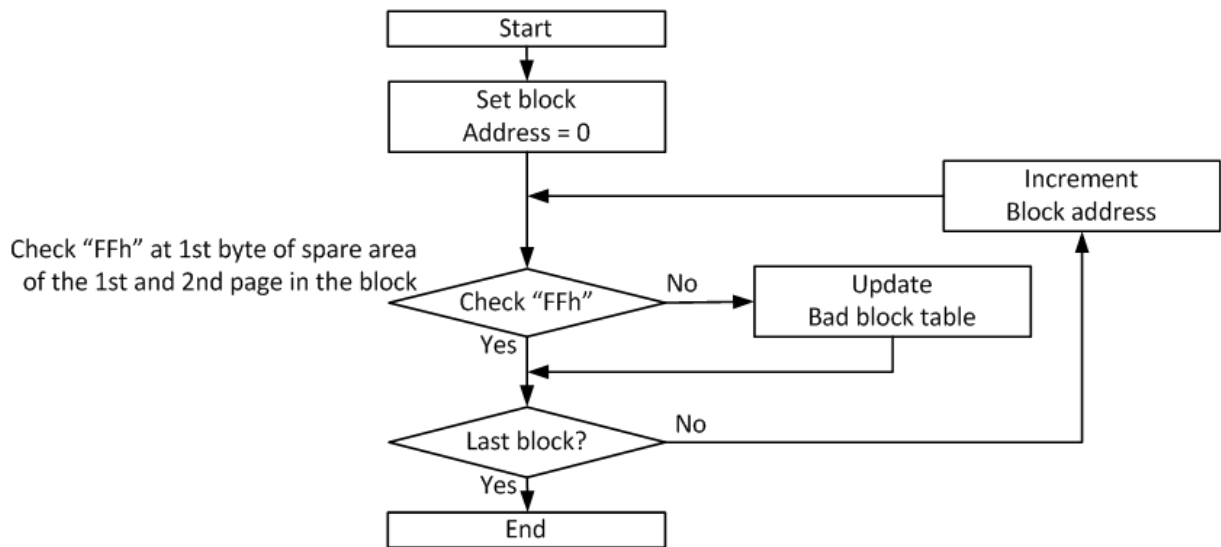 Start
Set block
Address = 0
Increment
Block address
Check “FFh” at 1st byte of spare area
of the 1st and 2nd page in the block
Check “FFh”
No
Update
Bad block table
Yes
Last block?
No
Yes
End